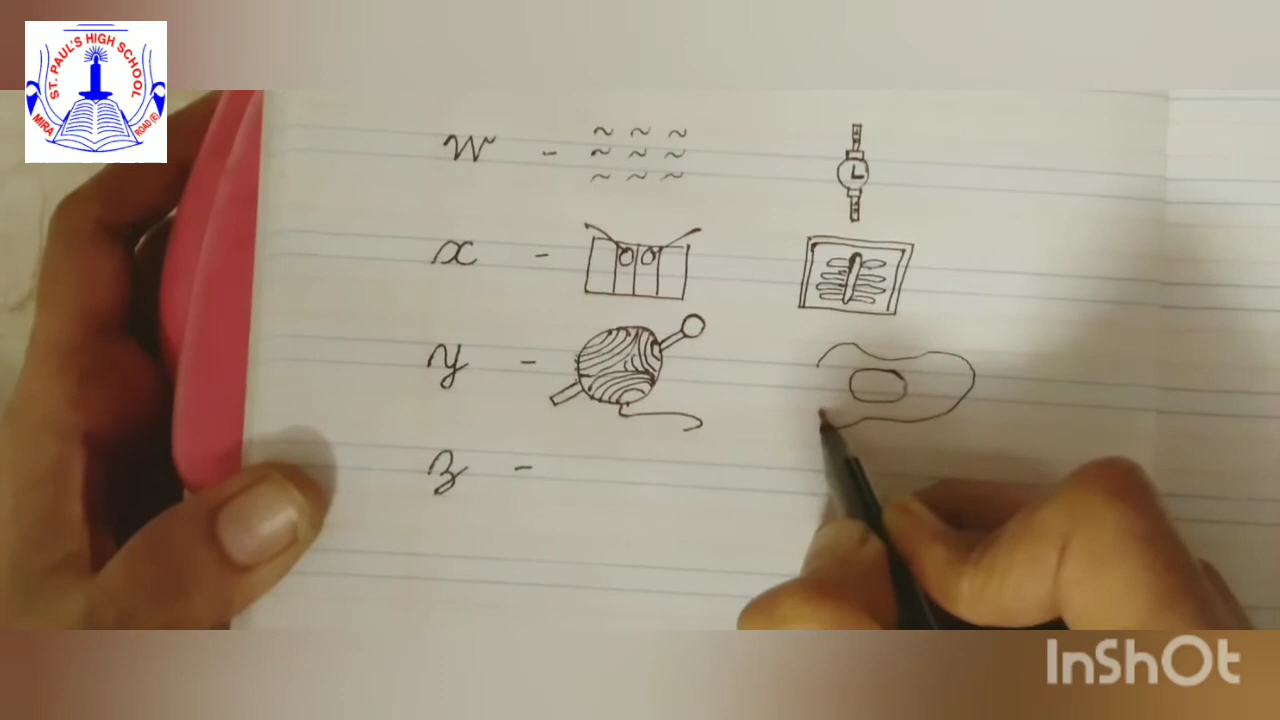 ST. PAUL'S HIGH SCHOOL
MIRA ROAD (E)
w -
x -
y -
z -
InShOt